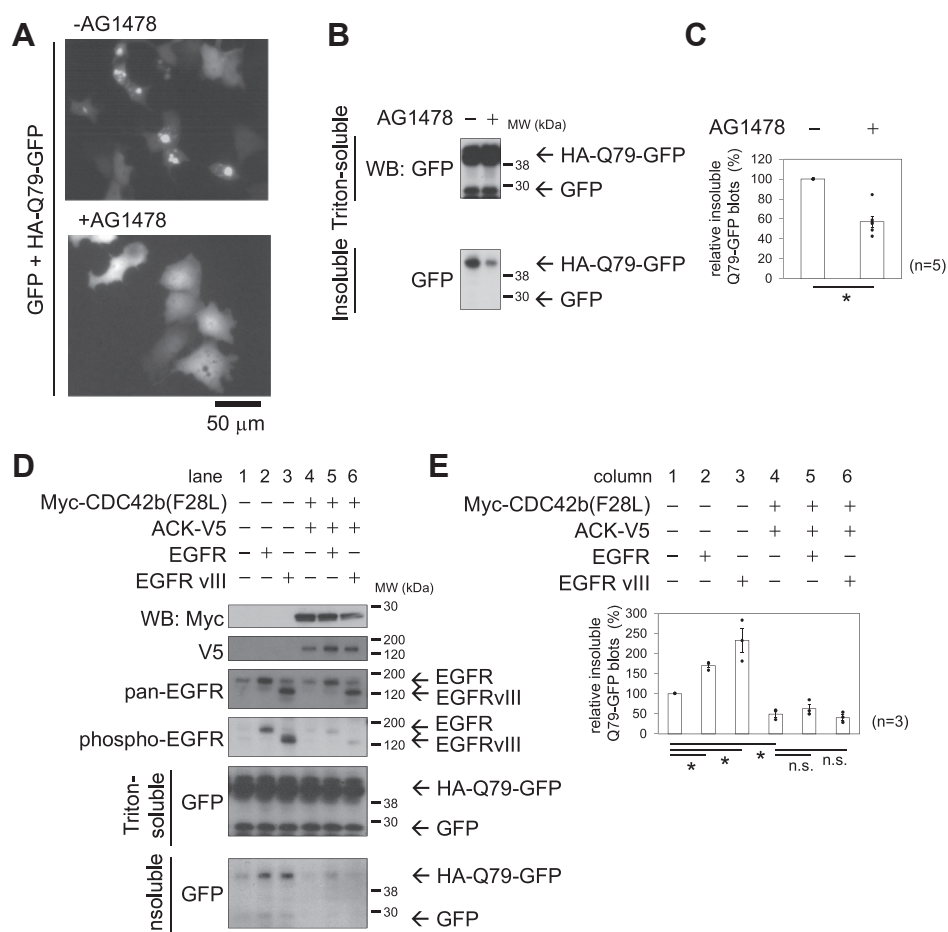 A
-AG1478
GFP + HA-Q79-GFP
+AG1478
50 µm
B
AG1478 − + MW (kDa)
Triton-soluble
WB: GFP
38
30
← HA-Q79-GFP
← GFP
Insoluble
GFP
38
30
← HA-Q79-GFP
← GFP
C
AG1478 − +
relative insoluble
Q79-GFP blots (%)
120
100
80
60
40
20
0
(n=5)
*
D
lane 1 2 3 4 5 6
Myc-CDC42b(F28L) − − − + + +
ACK-V5 − − − + + +
EGFR − + − − + −
EGFR vIII − − + − − +
MW (kDa)
WB: Myc
30
V5
200
120
pan-EGFR
200
120
← EGFR
← EGFRvIII
phospho-EGFR
200
120
← EGFR
← EGFRvIII
Triton-
soluble
GFP
38
30
← HA-Q79-GFP
← GFP
nsoluble
GFP
38
30
← HA-Q79-GFP
← GFP
E
column 1 2 3 4 5 6
Myc-CDC42b(F28L) − − − + + +
ACK-V5 − − − + + +
EGFR − + − − + −
EGFR vIII − − + − − +
relative insoluble
Q79-GFP blots (%)
300
250
200
150
100
50
0
(n=3)
* * * n.s. n.s.